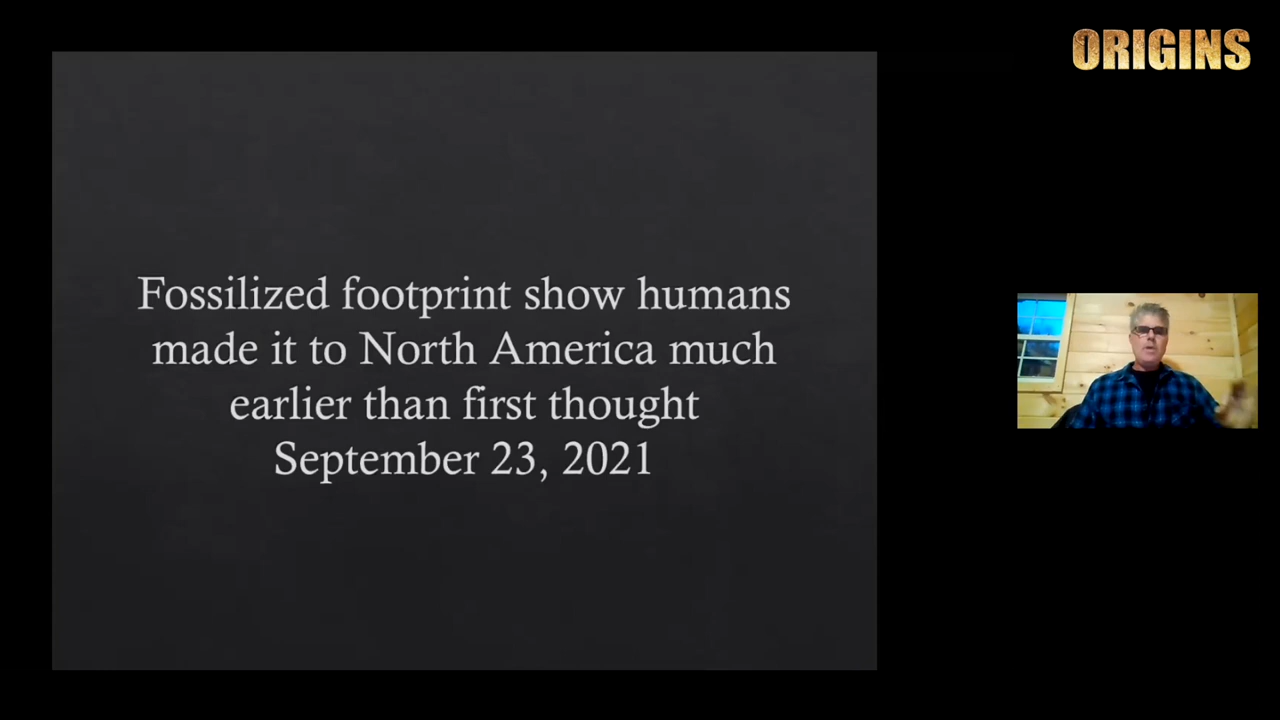 ORIGINS
Fossilized footprint show humans
made it to North America much
earlier than first thought
September 23, 2021